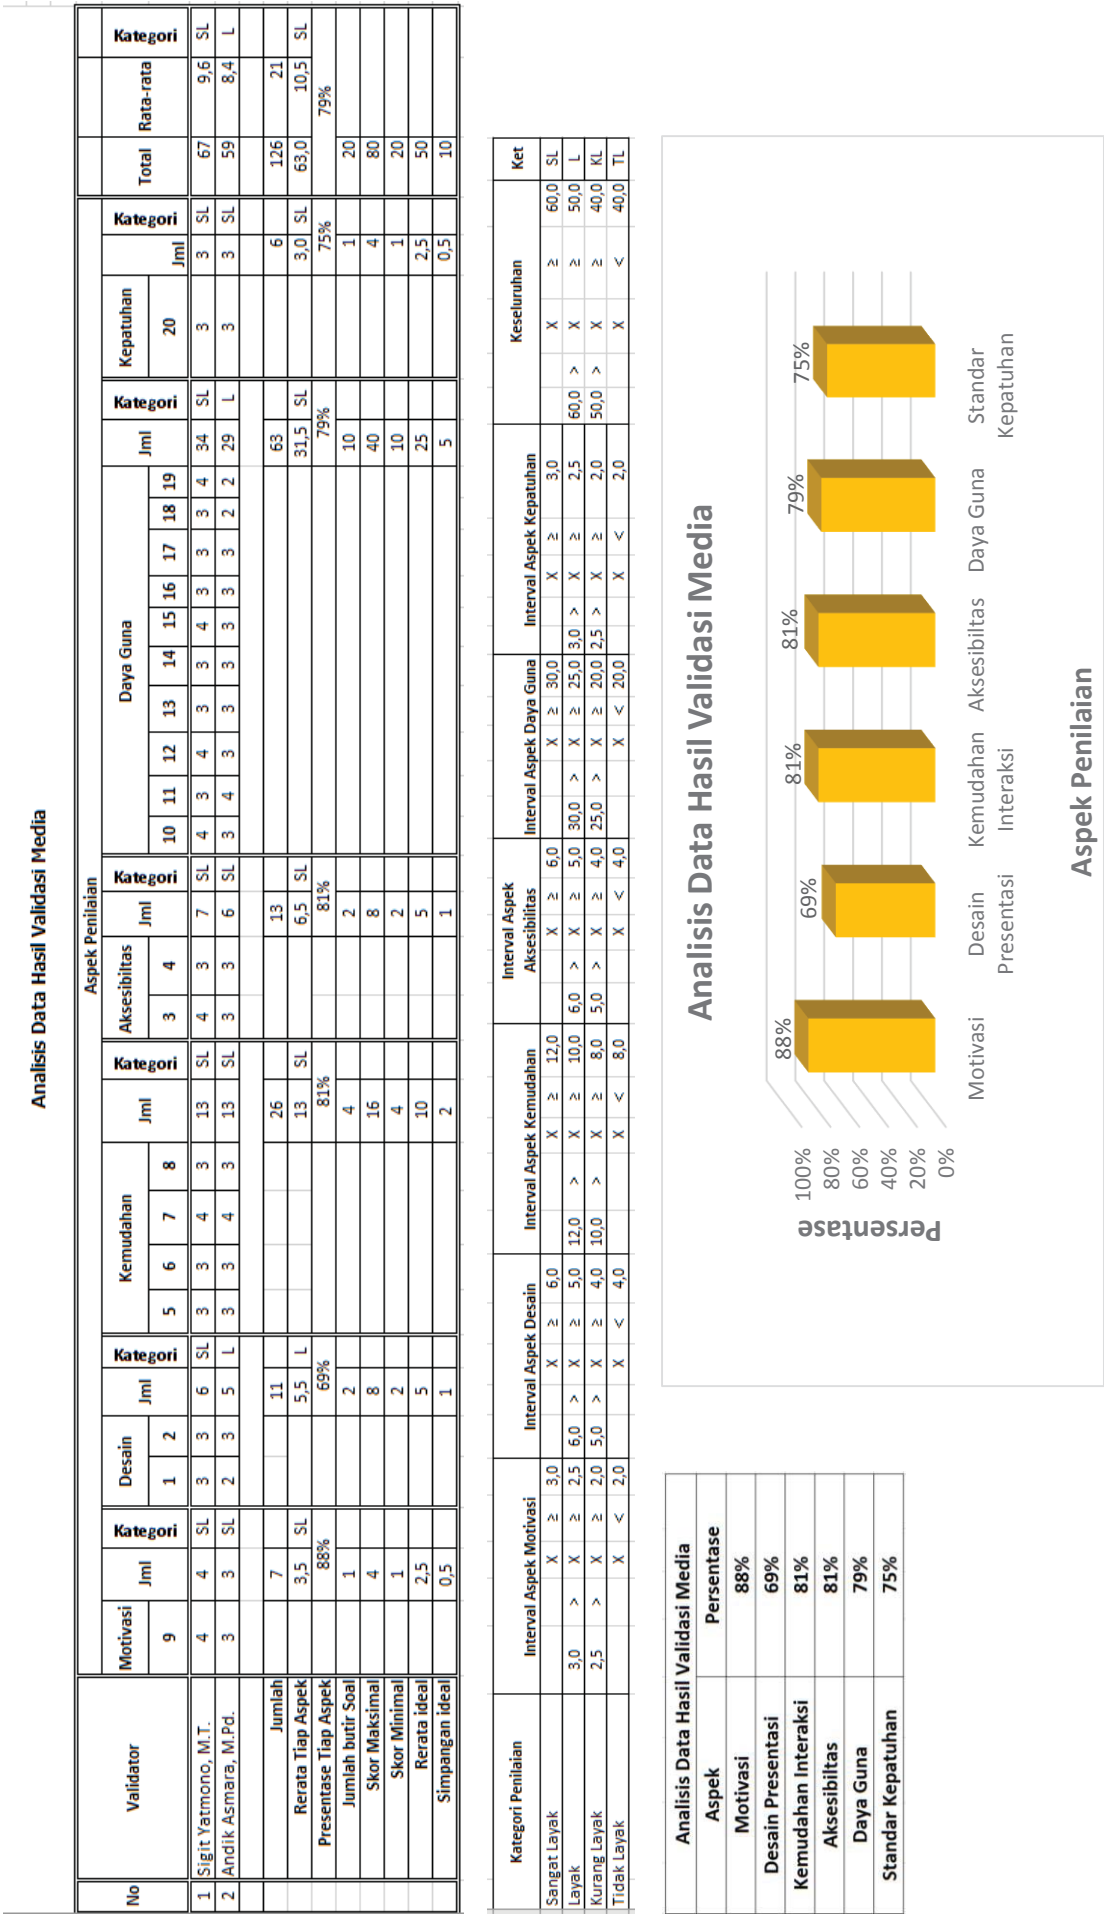 Analisis Data Hasil Validasi Media
No Validator Aspek Penilaian Total Rata-rata Kategori
Motivasi Jml Kategori Desain Jml Kategori Kemudahan Jml Kategori Aksesibiltas Jml Kategori Daya Guna Jml Kategori Kepatuhan Jml Kategori
9 1 2 5 6 7 8 3 4 10 11 12 13 14 15 16 17 18 19 20
1 Sigit Yatmono, M.T. 4 4 SL 3 3 6 SL 3 3 4 3 13 SL 4 3 7 SL 4 3 4 3 3 4 3 3 3 4 34 SL 3 3 SL 67 9,6 SL
2 Andik Asmara, M.Pd. 3 3 SL 2 3 5 L 3 3 4 3 13 SL 3 3 6 SL 3 4 3 3 3 3 3 3 2 2 29 L 3 3 SL 59 8,4 L
Jumlah 7 11 26 13 63 6 126 21
Rerata Tiap Aspek 3,5 SL 5,5 L 13 SL 6,5 SL 31,5 SL 3,0 SL 63,0 10,5 SL
Presentase Tiap Aspek 88% 69% 81% 81% 79% 75% 79%
Jumlah butir Soal 1 2 4 2 10 1 20
Skor Maksimal 4 8 16 8 40 4 80
Skor Minimal 1 2 4 2 10 1 20
Rerata ideal 2,5 5 10 5 25 2,5 50
Simpangan ideal 0,5 1 2 1 5 0,5 10
Kategori Penilaian Interval Aspek Motivasi Interval Aspek Desain Interval Aspek Kemudahan Interval Aspek Aksesibilitas Interval Aspek Daya Guna Interval Aspek Kepatuhan Keseluruhan Ket
Sangat Layak X ≥ 3,0 X ≥ 6,0 X ≥ 12,0 X ≥ 6,0 X ≥ 30,0 X ≥ 3,0 X ≥ 60,0 SL
Layak 3,0 > X ≥ 2,5 6,0 > X ≥ 5,0 12,0 > X ≥ 10,0 6,0 > X ≥ 5,0 30,0 > X ≥ 25,0 3,0 > X ≥ 2,5 60,0 > X ≥ 50,0 L
Kurang Layak 2,5 > X ≥ 2,0 5,0 > X ≥ 4,0 10,0 > X ≥ 8,0 5,0 > X ≥ 4,0 25,0 > X ≥ 20,0 2,5 > X ≥ 2,0 50,0 > X ≥ 40,0 KL
Tidak Layak X < 2,0 X < 4,0 X < 8,0 X < 4,0 X < 20,0 X < 2,0 X < 40,0 TL
Analisis Data Hasil Validasi Media
Aspek Persentase
Motivasi 88%
Desain Presentasi 69%
Kemudahan Interaksi 81%
Aksesibiltas 81%
Daya Guna 79%
Standar Kepatuhan 75%
Analisis Data Hasil Validasi Media
88% 69% 81% 81% 79% 75%
100%
80%
60%
40%
20%
0%
Persentase
Motivasi
Desain
Presentasi
Kemudahan
Interaksi
Aksesibiltas
Daya Guna
Standar
Kepatuhan
Aspek Penilaian